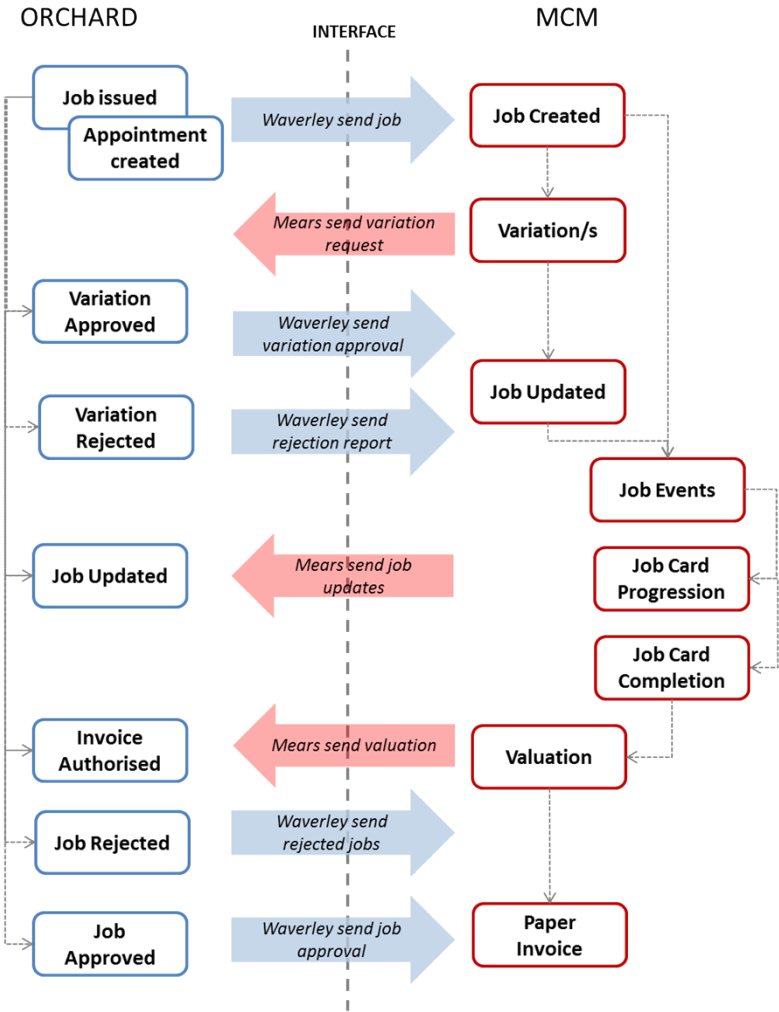 ORCHARD
INTERFACE
MCM
Job issued
Appointment
created
Waverley send job
Job Created
Mears send variation
request
Variation/s
Variation
Approved
Waverley send
variation approval
Job Updated
Variation
Rejected
Waverley send
rejection report
Job Events
Job Updated
Mears send job
updates
Job Card
Progression
Job Card
Completion
Invoice
Authorised
Mears send valuation
Valuation
Job Rejected
Waverley send
rejected jobs
Job
Approved
Waverley send job
approval
Paper
Invoice